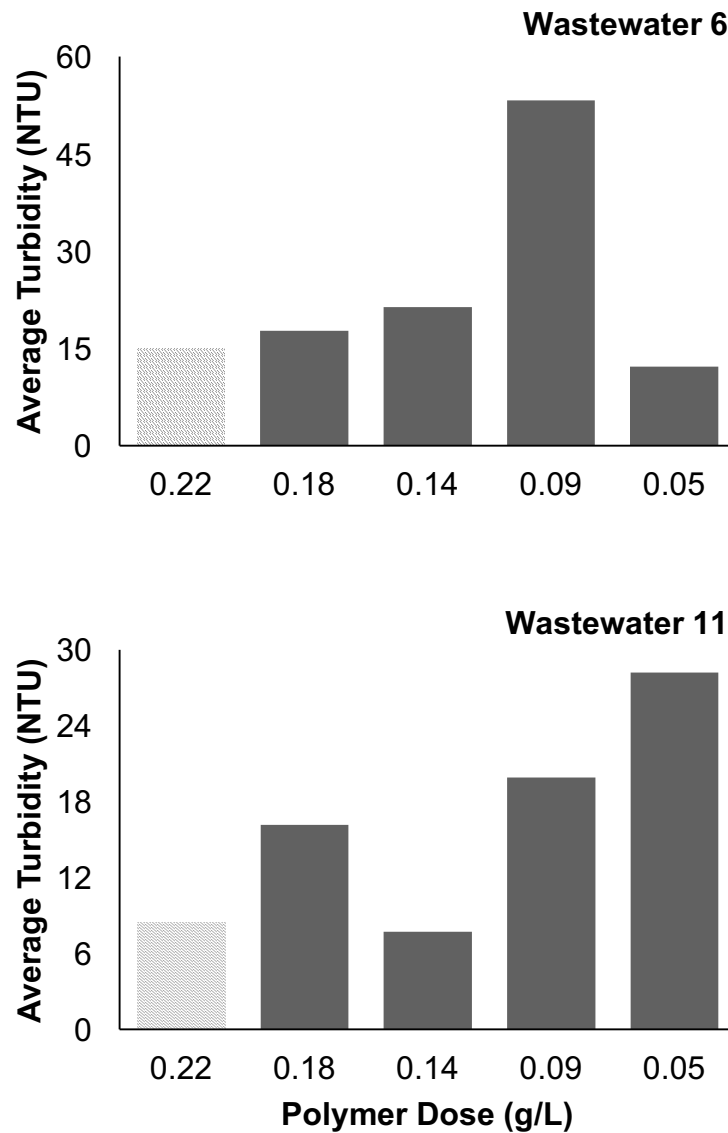 Wastewater 6
Average Turbidity (NTU)
60
45
30
15
0
0.22 0.18 0.14 0.09 0.05
Wastewater 11
Average Turbidity (NTU)
30
24
18
12
6
0
0.22 0.18 0.14 0.09 0.05
Polymer Dose (g/L)